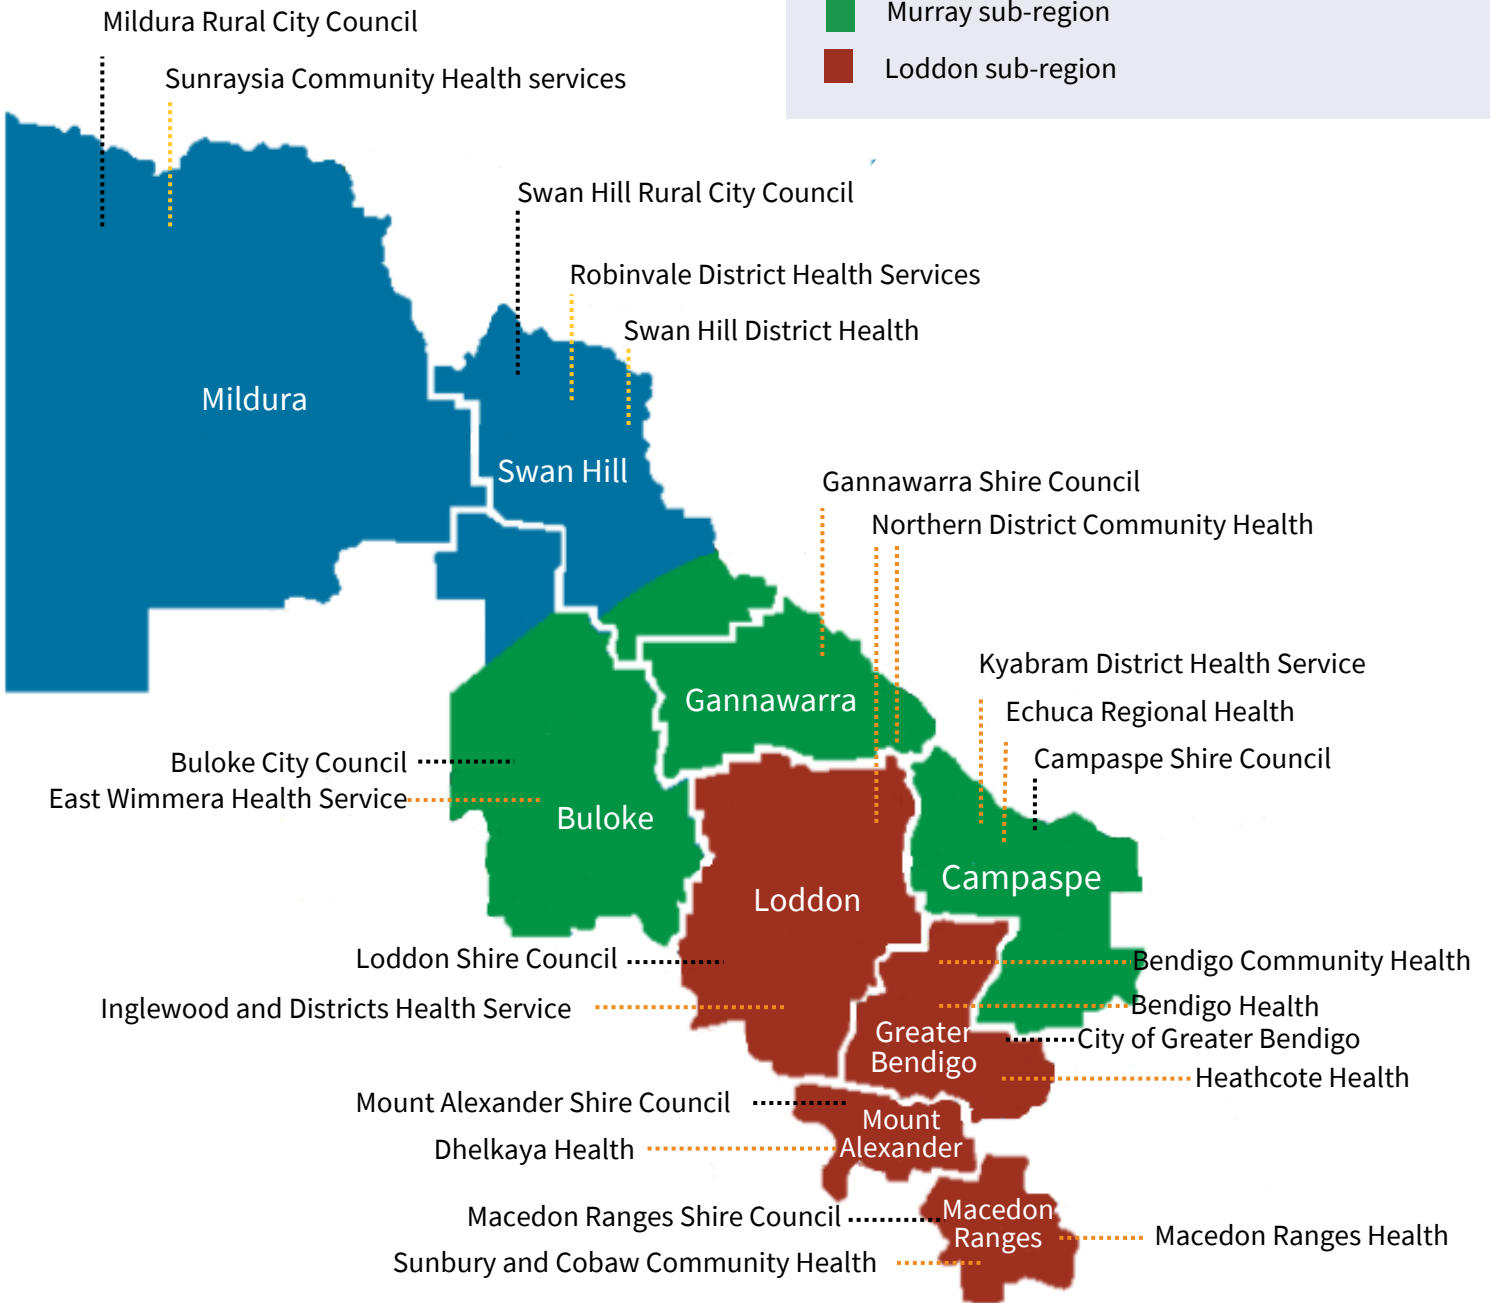 Murray sub-region
Loddon sub-region
Mildura Rural City Council
Sunraysia Community Health services
Swan Hill Rural City Council
Robinvale District Health Services
Swan Hill District Health
Mildura
Swan Hill
Gannawarra Shire Council
Northern District Community Health
Kyabram District Health Service
Gannawarra
Echuca Regional Health
Campaspe Shire Council
Buloke City Council
East Wimmera Health Service
Buloke
Campaspe
Loddon
Loddon Shire Council
Bendigo Community Health
Inglewood and Districts Health Service
Bendigo Health
Greater
Bendigo
City of Greater Bendigo
Heathcote Health
Mount Alexander Shire Council
Mount
Alexander
Dhelkaya Health
Macedon Ranges Shire Council
Macedon
Ranges
Macedon Ranges Health
Sunbury and Cobaw Community Health